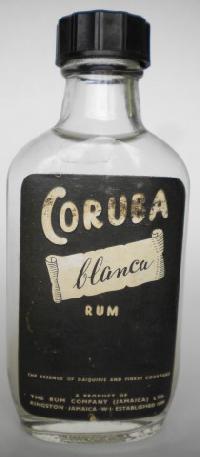 CORUBA
blanca
RUM
THE ESSENCE OF DAIQUIRIS AND FINEST COCKTAILS
A PRODUCT OF
THE RUM COMPANY (JAMAICA) LTD.
KINGSTON JAMAICA W·I· ESTABLISHED